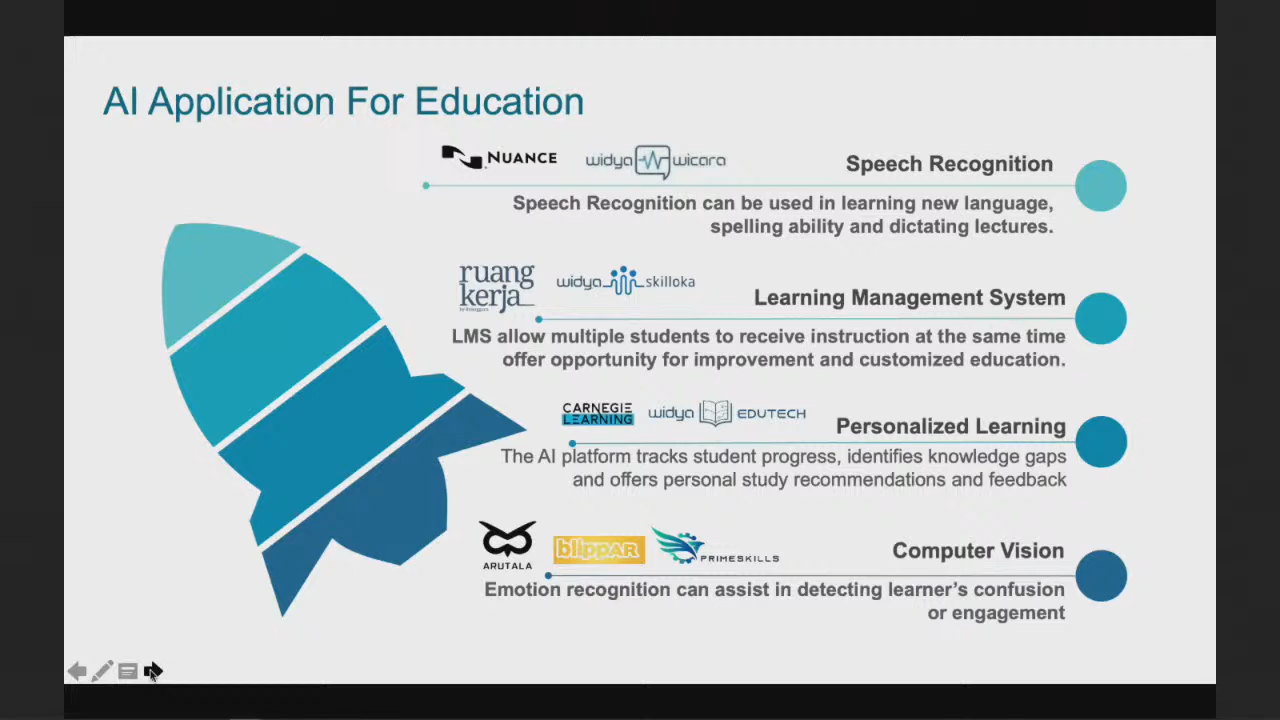 AI Application For Education
NUANCE
widya wicara
Speech Recognition
Speech Recognition can be used in learning new language,
spelling ability and dictating lectures.
ruang
kerja
widya skilloka
Learning Management System
LMS allow multiple students to receive instruction at the same time
offer opportunity for improvement and customized education.
CARNEGIE
LEARNING
widya EDUTECH
Personalized Learning
The AI platform tracks student progress, identifies knowledge gaps
and offers personal study recommendations and feedback
ARUTALA
blippAR
PRIMESKILLS
Computer Vision
Emotion recognition can assist in detecting learner's confusion
or engagement